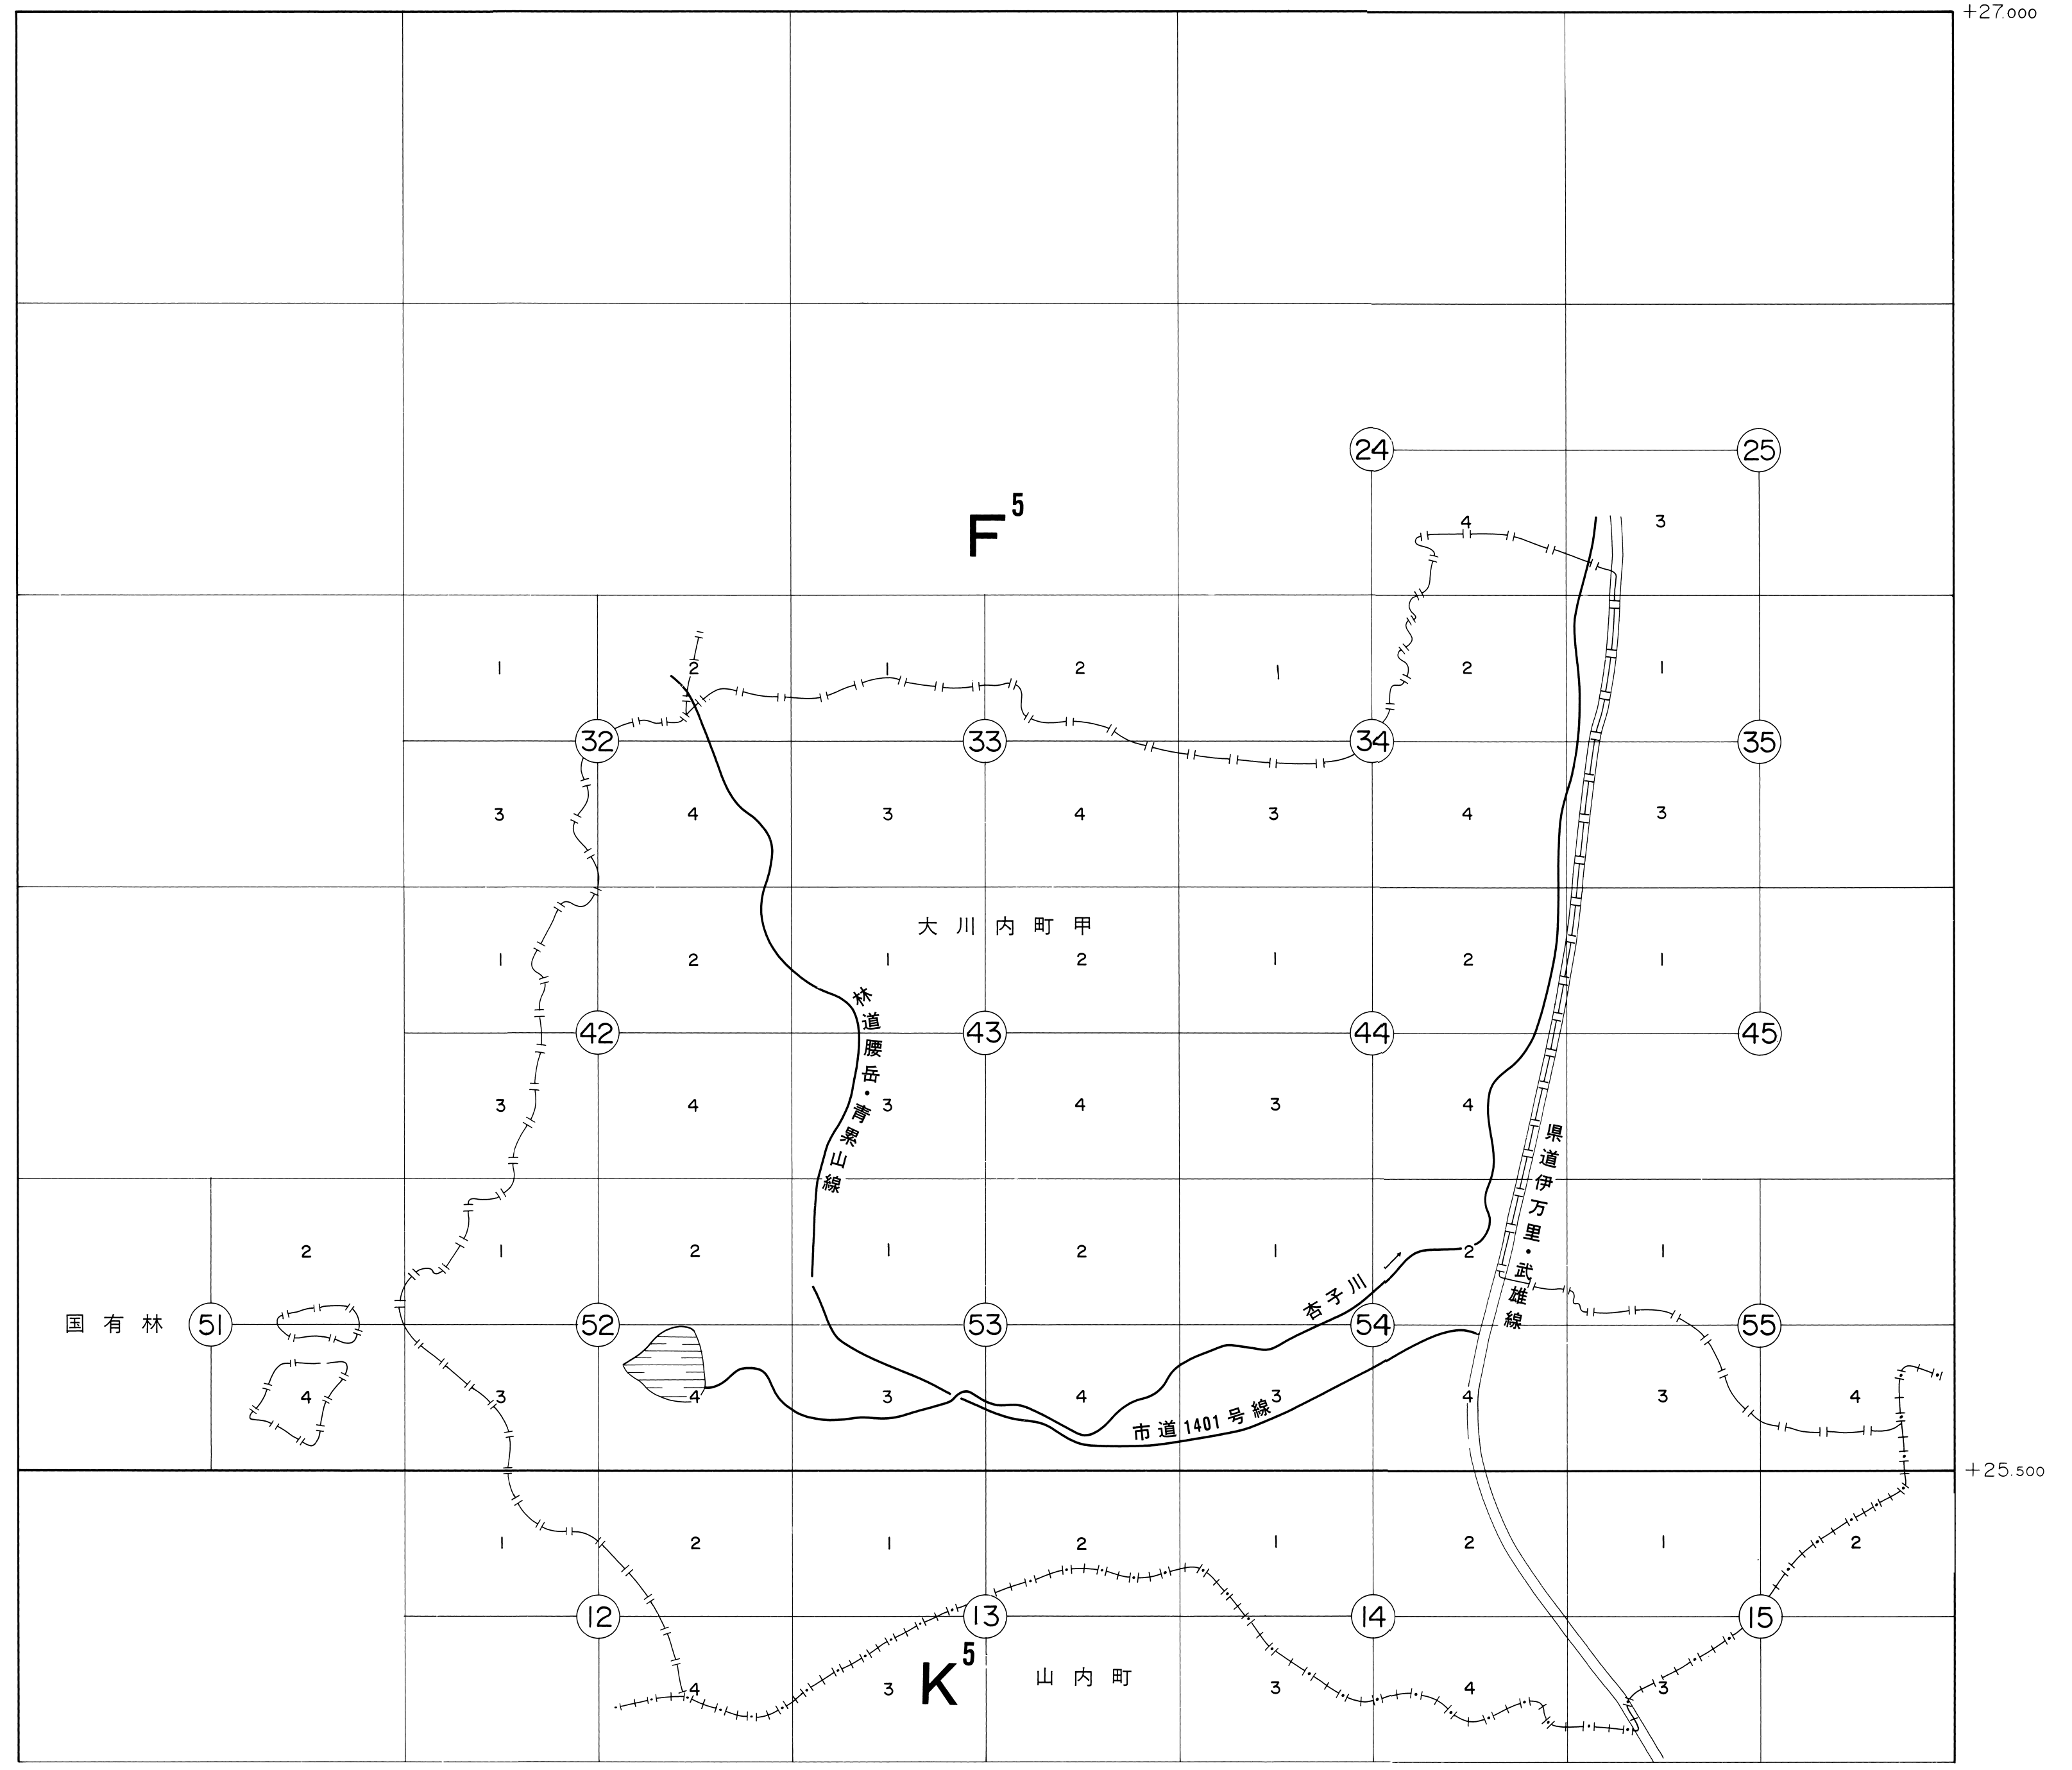 +27.000
24 25
F5
4 3
1 2 1 2 1 2 1
32 33 34 35
3 4 3 4 3 4 3
大川内町甲
1 2 1 2 1 2 1
林道腰岳・青累山線
42 43 44 45
3 4 3 4 3 4
県道伊万里・武雄線
2 1 2 1 2 1 2 1
杏子川
国有林 51 52 53 54 55
4 3 4 3 4 3 4 3 4
市道1401号線
+25.500
1 2 1 2 1 2 1 2
12 13 14 15
K5
山内町
4 3 3 4 3